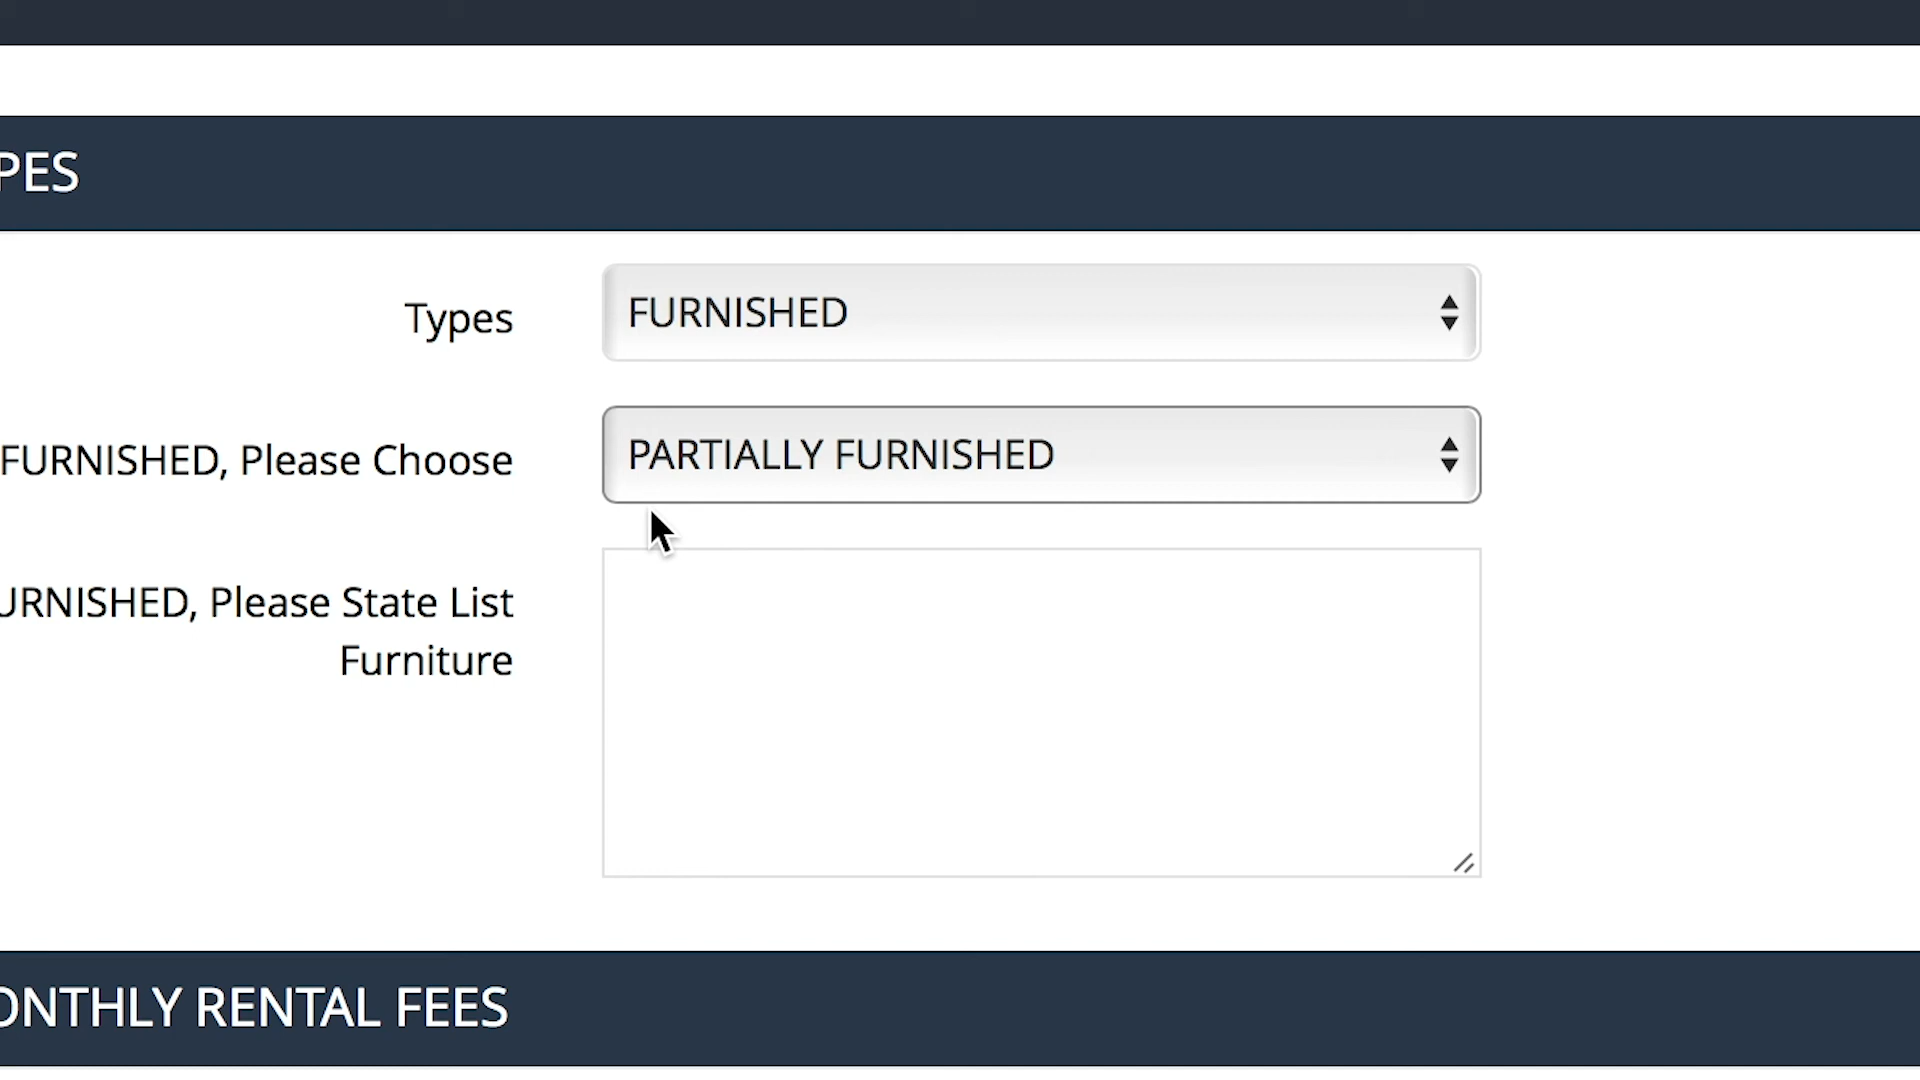 PES
Types
FURNISHED
FURNISHED, Please Choose
PARTIALLY FURNISHED
URNISHED, Please State List
Furniture
ONTHLY RENTAL FEES